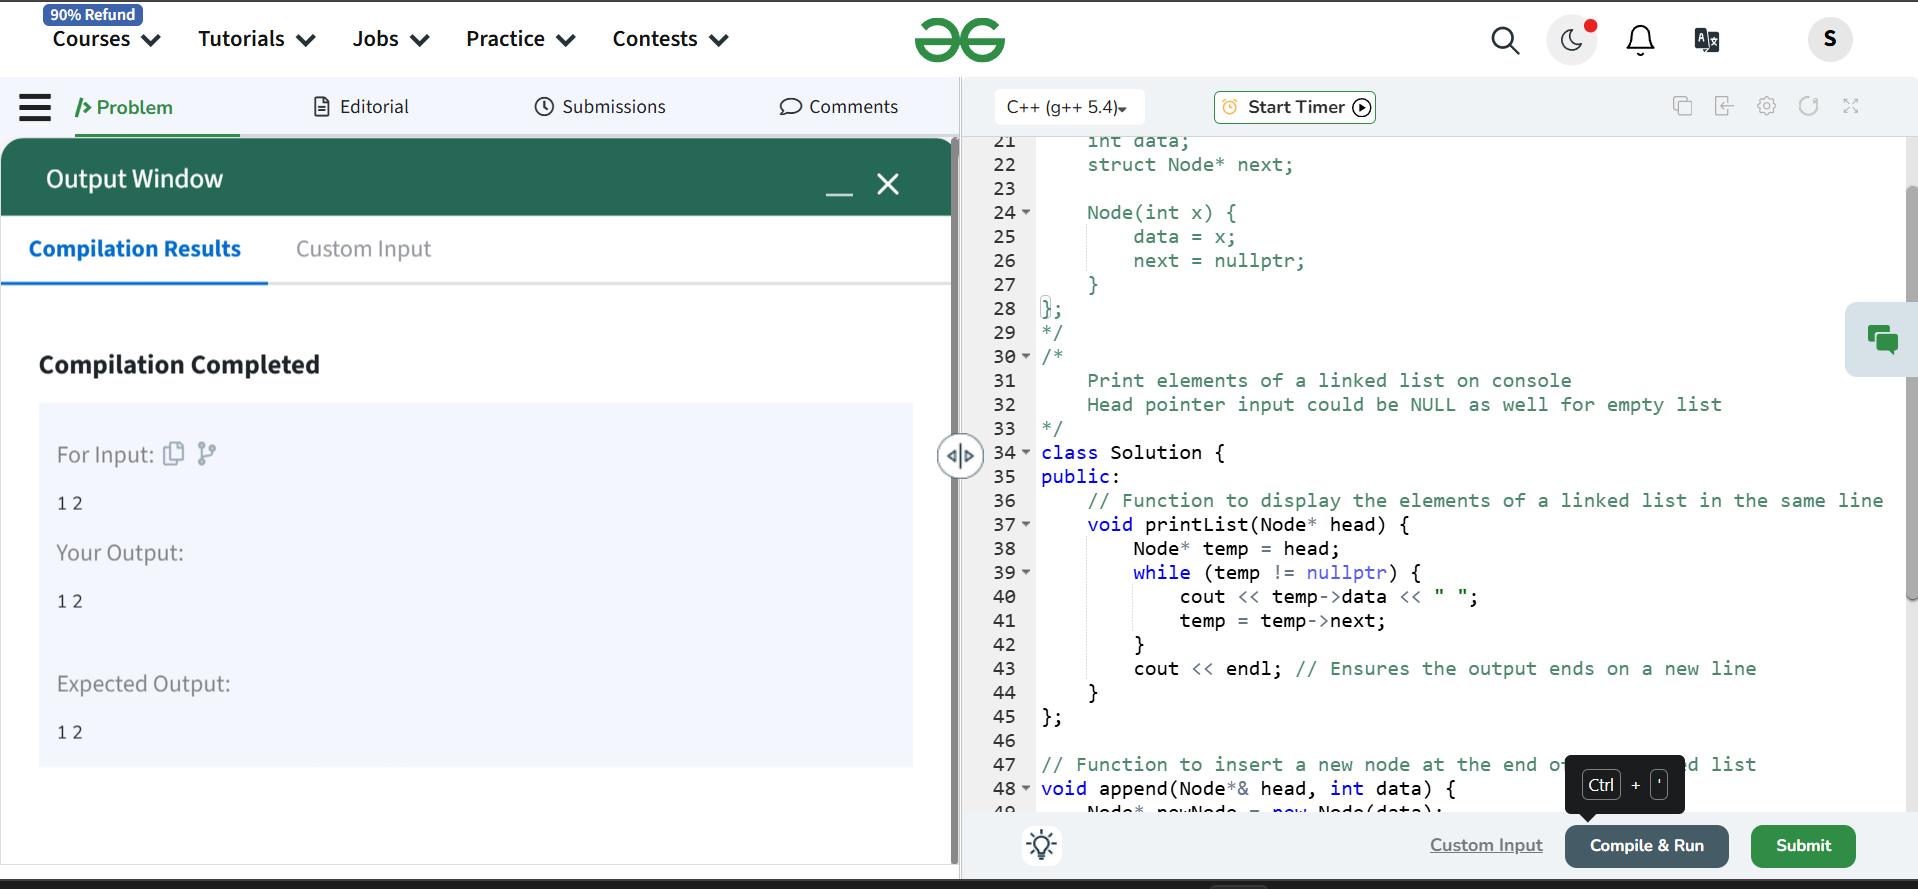 90% Refund
Courses Tutorials Jobs Practice Contests S
Problem Editorial Submissions Comments
Output Window
Compilation Results Custom Input
Compilation Completed
For Input:
1 2
Your Output:
1 2
Expected Output:
1 2
C++ (g++ 5.4) Start Timer
21 int data;
22 struct Node* next;
23
24 Node(int x) {
25 data = x;
26 next = nullptr;
27 }
28 };
29 */
30 /*
31 Print elements of a linked list on console
32 Head pointer input could be NULL as well for empty list
33 */
34 class Solution {
35 public:
36 // Function to display the elements of a linked list in the same line
37 void printList(Node* head) {
38 Node* temp = head;
39 while (temp != nullptr) {
40 cout << temp->data << " ";
41 temp = temp->next;
42 }
43 cout << endl; // Ensures the output ends on a new line
44 }
45 };
46
47 // Function to insert a new node at the end list
48 void append(Node*& head, int data) {
49 Node* newNode = new Node(data);
Ctrl + '
Custom Input Compile & Run Submit